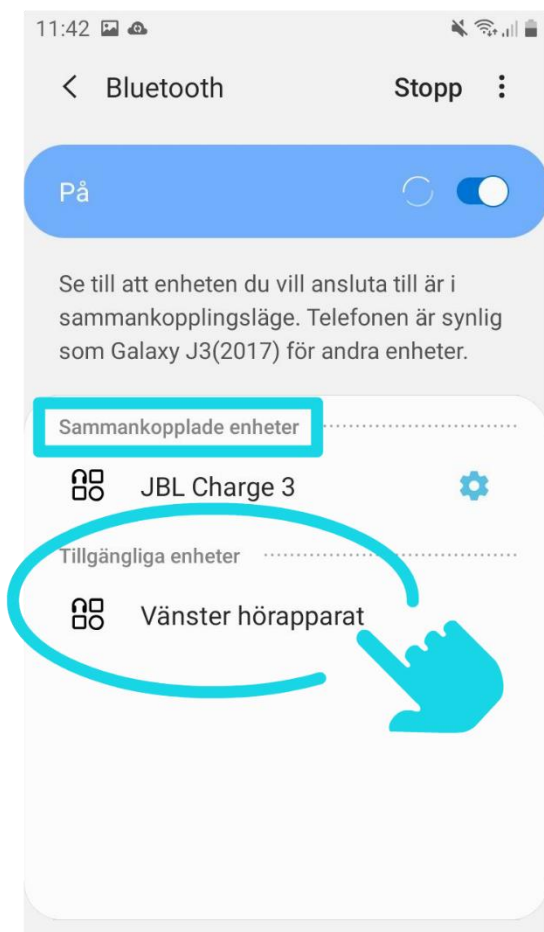 11:42
Bluetooth Stopp
På
Se till att enheten du vill ansluta till är i
sammankopplingsläge. Telefonen är synlig
som Galaxy J3(2017) för andra enheter.
Sammankopplade enheter
JBL Charge 3
Tillgängliga enheter
Vänster hörapparat